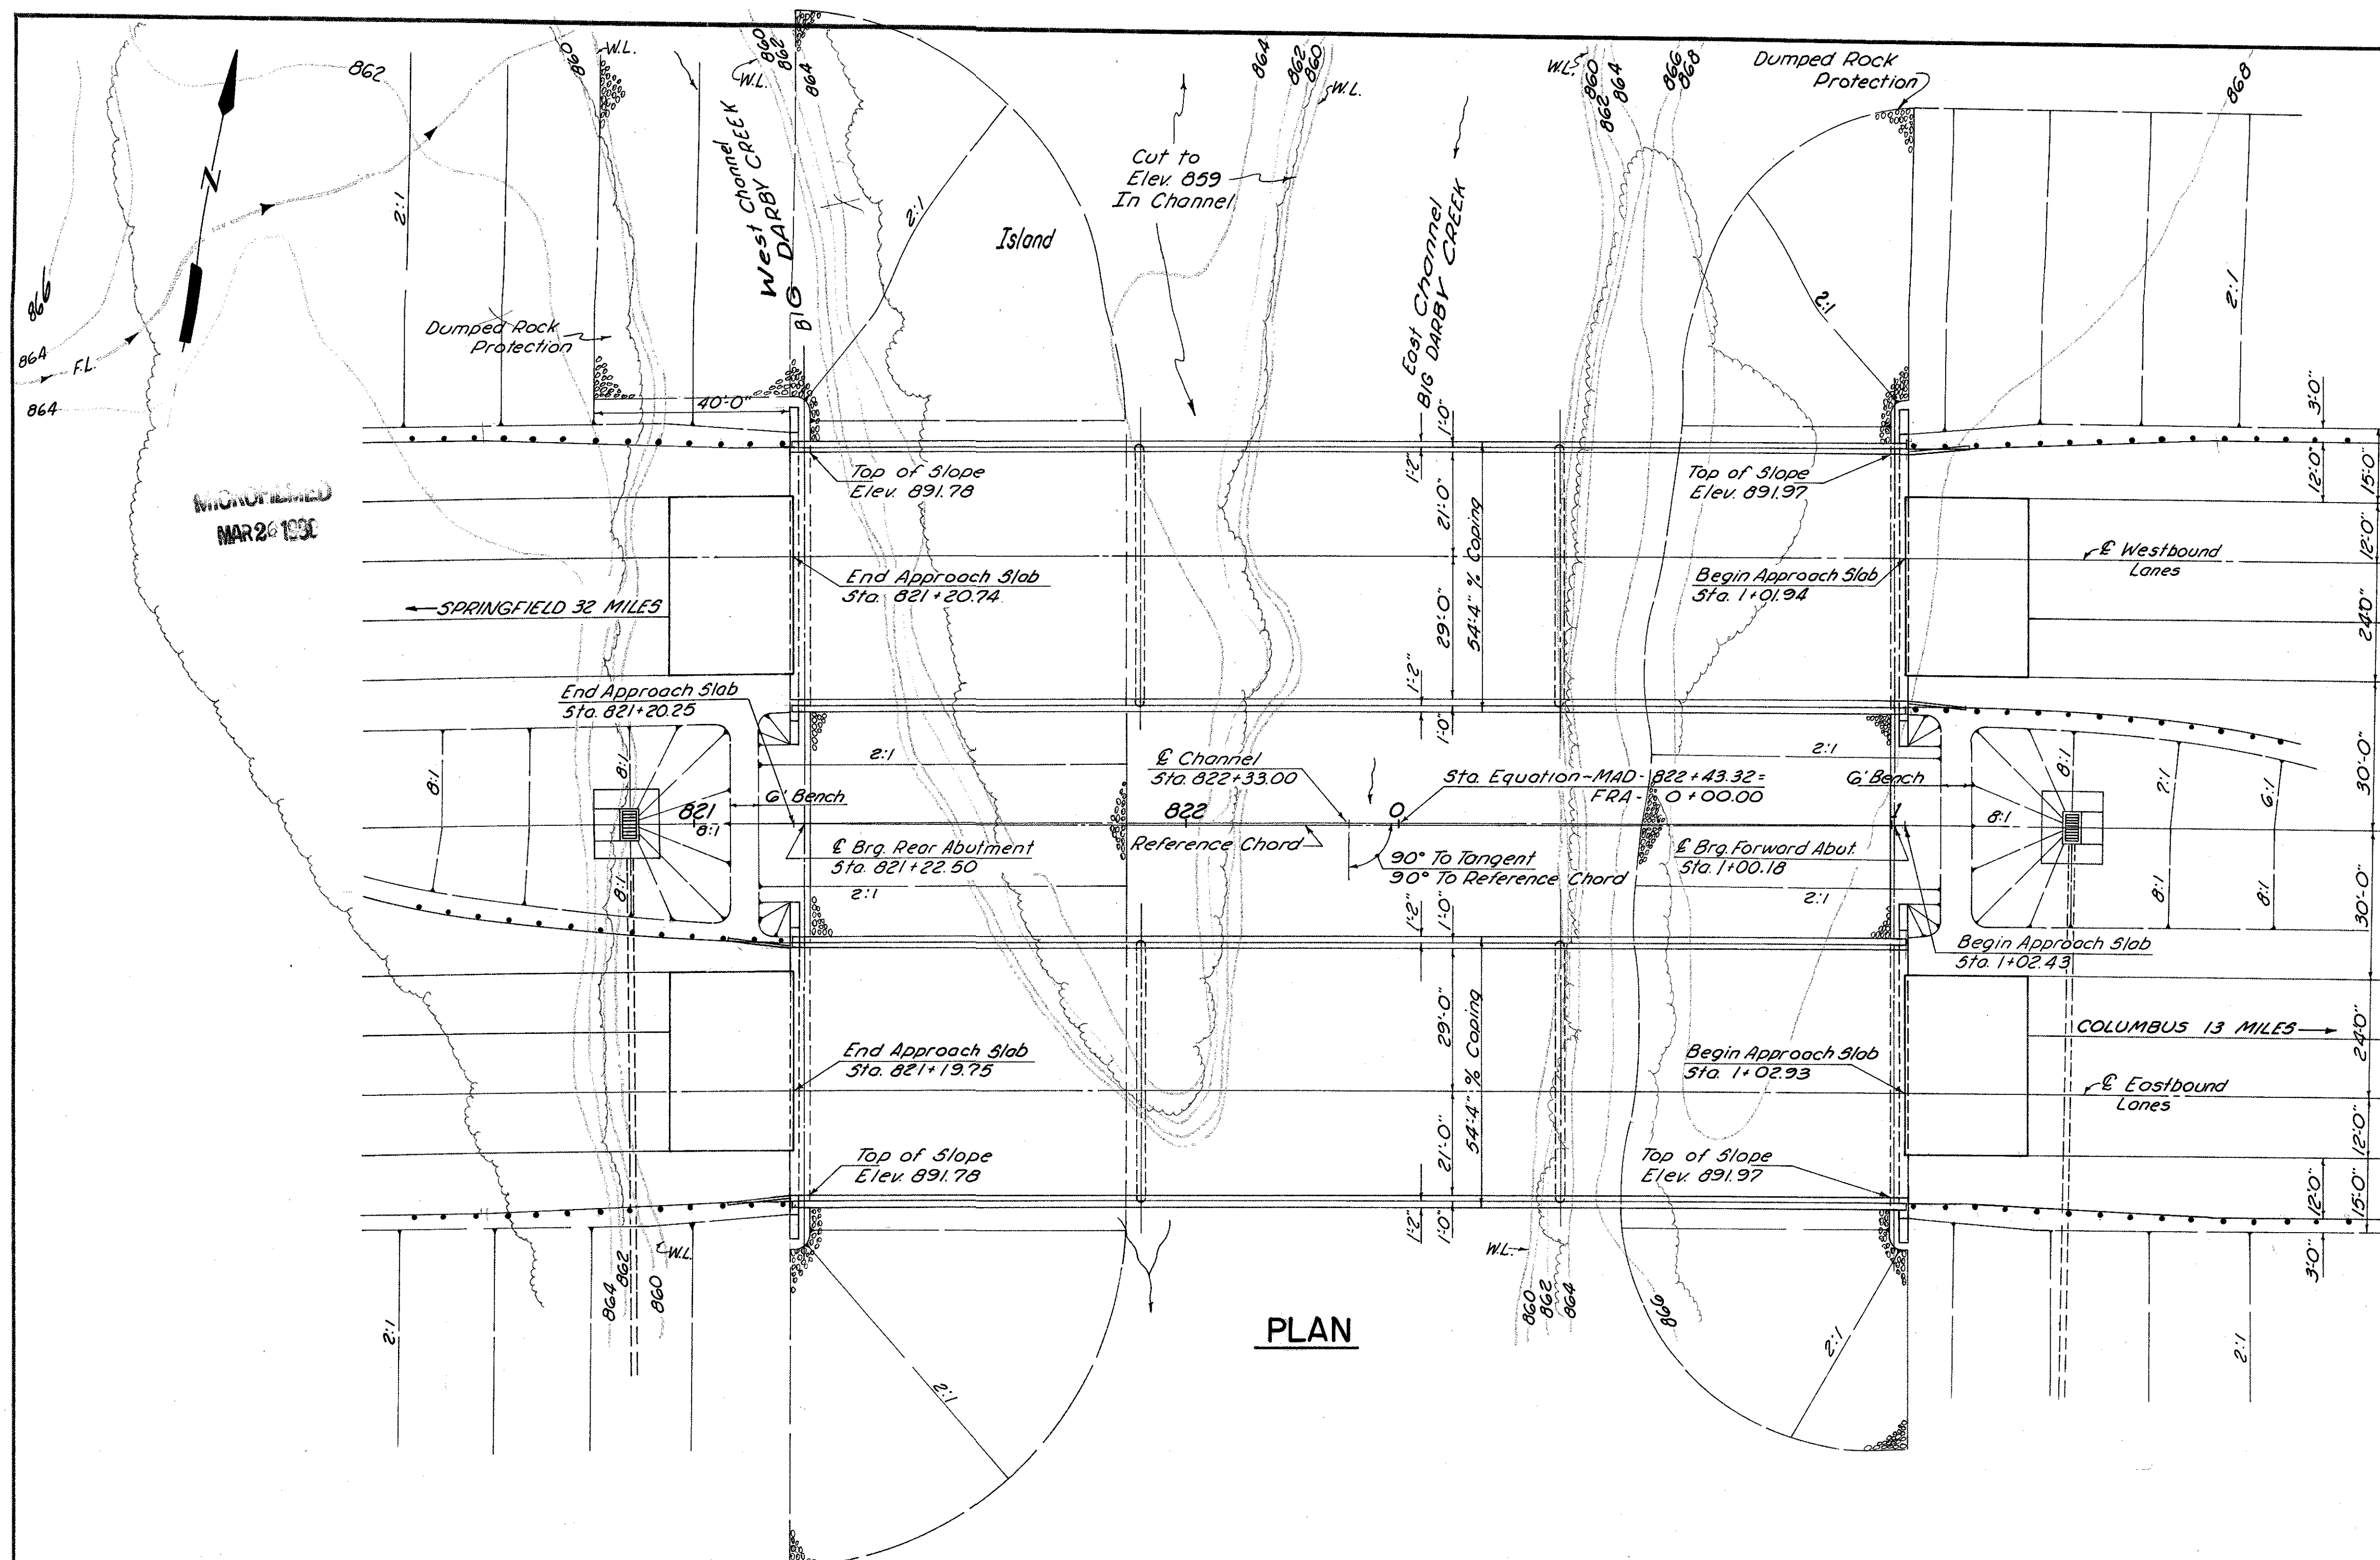 862
860
W.L.
860
862
W.L.
864
864
862
860
W.L.
W.L.
860
862
864
866
868
Dumped Rock
Protection
868
N
2:1
West Channel
BIG DARBY CREEK
2:1
Island
Cut to
Elev. 859
In Channel
East Channel
BIG DARBY CREEK
2:1
2:1
866
864
F.L.
864
Dumped Rock
Protection
40'-0"
1'-0"
3'-0"
MICROFILMED
MAR 26 1990
Top of Slope
Elev. 891.78
1'-2"
21'-0"
Top of Slope
Elev. 891.97
12'-0"
15'-0"
End Approach Slab
Sta. 821+20.74
54'-4" % Coping
Begin Approach Slab
Sta. 1+01.94
℄ Westbound
Lanes
12'-0"
SPRINGFIELD 32 MILES
29'-0"
24'-0"
End Approach Slab
Sta. 821+20.25
1'-2"
1'-0"
8:1
8:1
2:1
℄ Channel
Sta. 822+33.00
Sta. Equation-MAD-822+43.32=
FRA- 0+00.00
2:1
6' Bench
8:1
7:1
6:1
30'-0"
821
8:1
6' Bench
822
0
1
8:1
Reference Chord
℄ Brg. Rear Abutment
Sta. 821+22.50
90° To Tangent
90° To Reference Chord
℄ Brg. Forward Abut.
Sta. 1+00.18
8:1
2:1
2:1
8:1
8:1
30'-0"
1'-2"
1'-0"
Begin Approach Slab
Sta. 1+02.43
29'-0"
54'-4" % Coping
COLUMBUS 13 MILES
24'-0"
End Approach Slab
Sta. 821+19.75
Begin Approach Slab
Sta. 1+02.93
℄ Eastbound
Lanes
21'-0"
12'-0"
Top of Slope
Elev. 891.78
Top of Slope
Elev. 891.97
12'-0"
15'-0"
1'-2"
1'-0"
3'-0"
W.L.
864
862
860
W.L.
860
862
864
866
2:1
2:1
PLAN
2:1
2:1